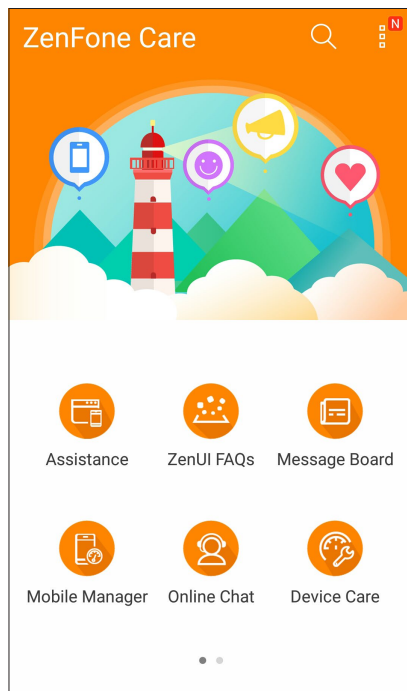 ZenFone Care
N
Assistance
ZenUI FAQs
Message Board
Mobile Manager
Online Chat
Device Care